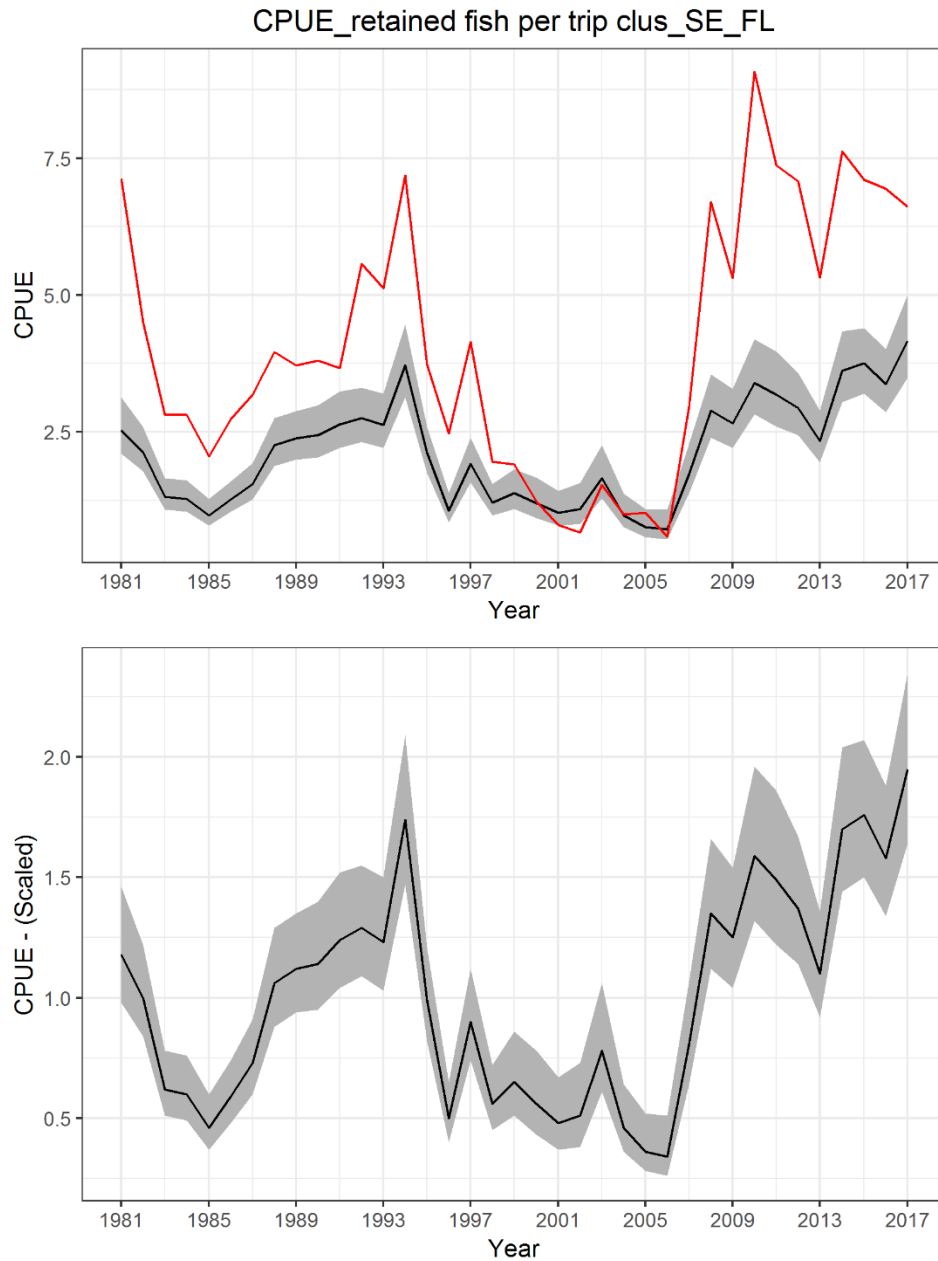 CPUE_retained fish per trip clus_SE_FL
7.5
5.0
2.5
CPUE
1981 1985 1989 1993 1997 2001 2005 2009 2013 2017
Year
2.0
1.5
1.0
0.5
CPUE - (Scaled)
1981 1985 1989 1993 1997 2001 2005 2009 2013 2017
Year